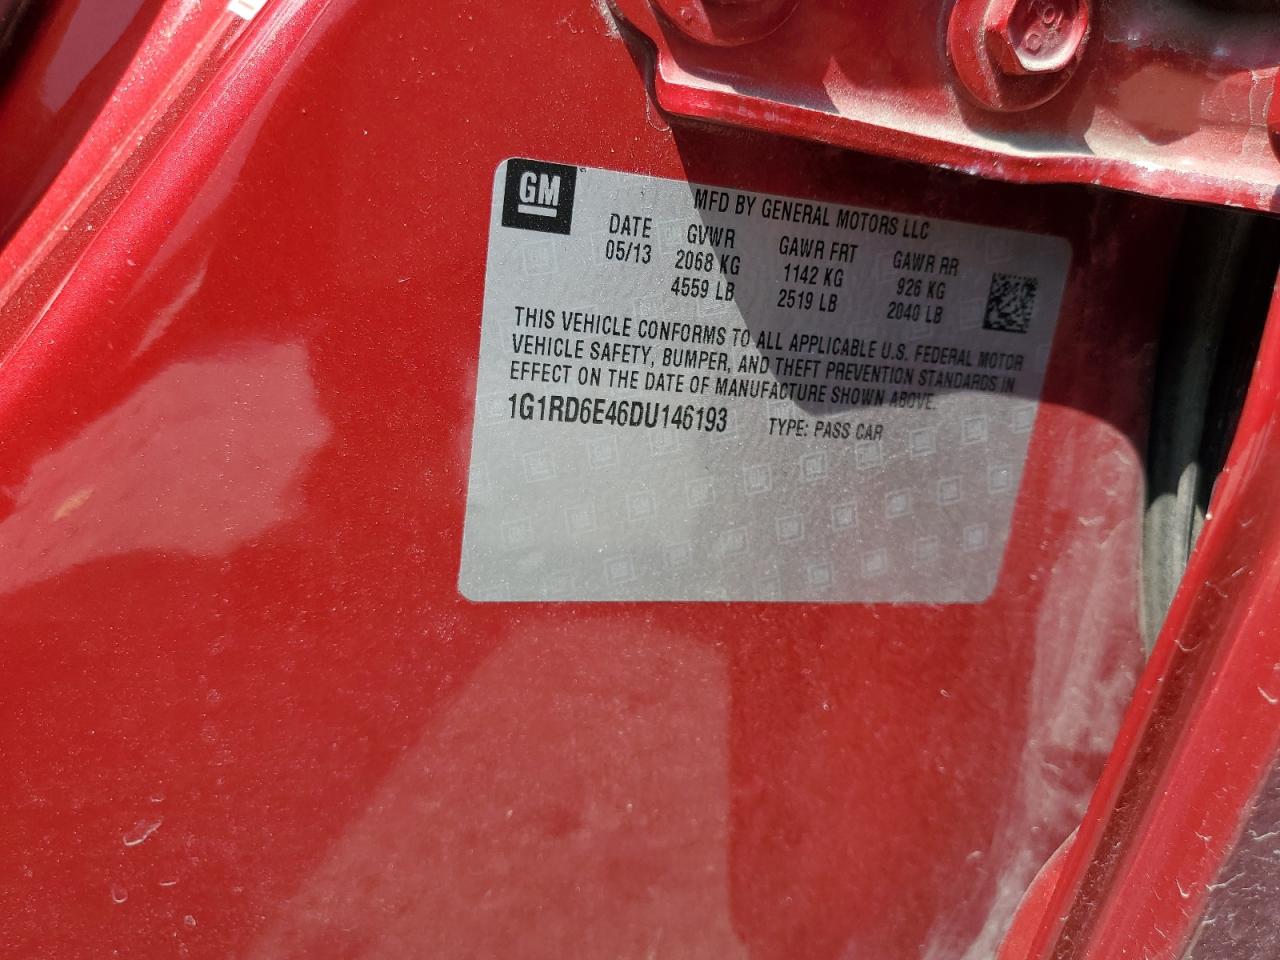 GM
MFD BY GENERAL MOTORS LLC
DATE GVWR GAWR FRT GAWR RR
05/13 2068 KG 1142 KG 926 KG
4559 LB 2519 LB 2040 LB
THIS VEHICLE CONFORMS TO ALL APPLICABLE U.S. FEDERAL MOTOR
VEHICLE SAFETY, BUMPER, AND THEFT PREVENTION STANDARDS IN
EFFECT ON THE DATE OF MANUFACTURE SHOWN ABOVE.
1G1RD6E46DU146193 TYPE: PASS CAR